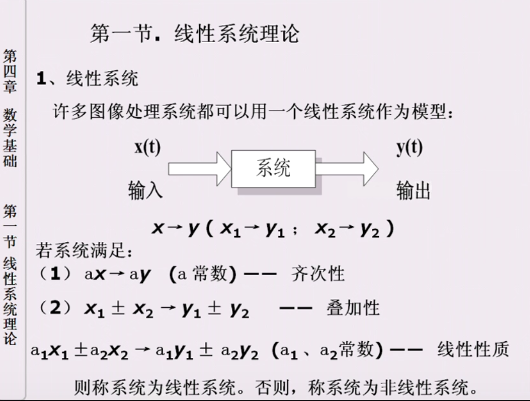 第一节. 线性系统理论
第四章 数学基础 第一节 线性系统理论
1、线性系统
许多图像处理系统都可以用一个线性系统作为模型:
x(t) y(t)
系统
输入 输出
x→y ( x₁→y₁ ; x₂→y₂ )
若系统满足:
(1) ax→ay (a 常数) —— 齐次性
(2) x₁ ± x₂ → y₁ ± y₂ —— 叠加性
a₁x₁ ±a₂x₂ → a₁y₁ ± a₂y₂ (a₁ 、a₂常数) —— 线性性质
则称系统为线性系统。否则，称系统为非线性系统。